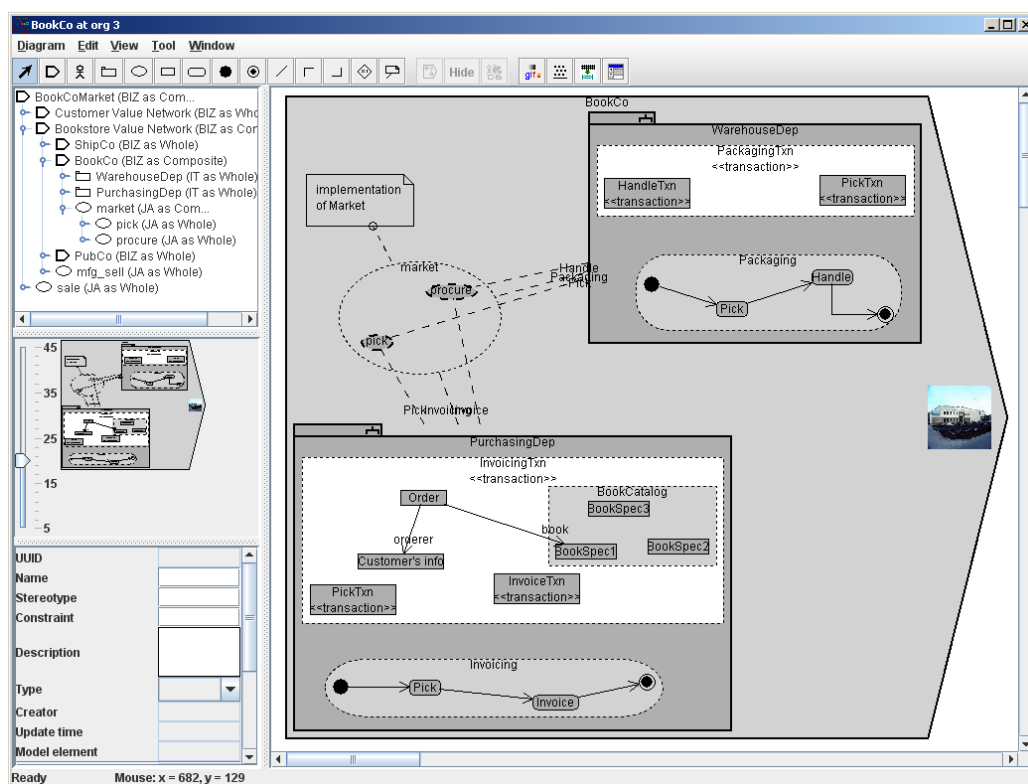 BookCo at org 3
Diagram Edit View Tool Window
Hide
gifs
BookCoMarket (BIZ as Com...
Customer Value Network (BIZ as Who
Bookstore Value Network (BIZ as Cor
ShipCo (BIZ as Whole)
BookCo (BIZ as Composite)
WarehouseDep (IT as Whole)
PurchasingDep (IT as Whole)
market (JA as Com...
pick (JA as Whole)
procure (JA as Whole)
PubCo (BIZ as Whole)
mfg_sell (JA as Whole)
sale (JA as Whole)
45
35
25
15
5
UUID
Name
Stereotype
Constraint
Description
Type
Creator
Update time
Model element
BookCo
WarehouseDep
PackagingTxn
<<transaction>>
HandleTxn
<<transaction>>
PickTxn
<<transaction>>
Packaging
Handle
Pick
implementation
of Market
market
procure
pick
Handle
Packaging
Pick
Pick
Invoicing
Invoice
PurchasingDep
InvoicingTxn
<<transaction>>
Order
orderer
Customer's info
book
BookCatalog
BookSpec3
BookSpec1
BookSpec2
PickTxn
<<transaction>>
InvoiceTxn
<<transaction>>
Invoicing
Pick
Invoice
Ready Mouse: x = 682, y = 129